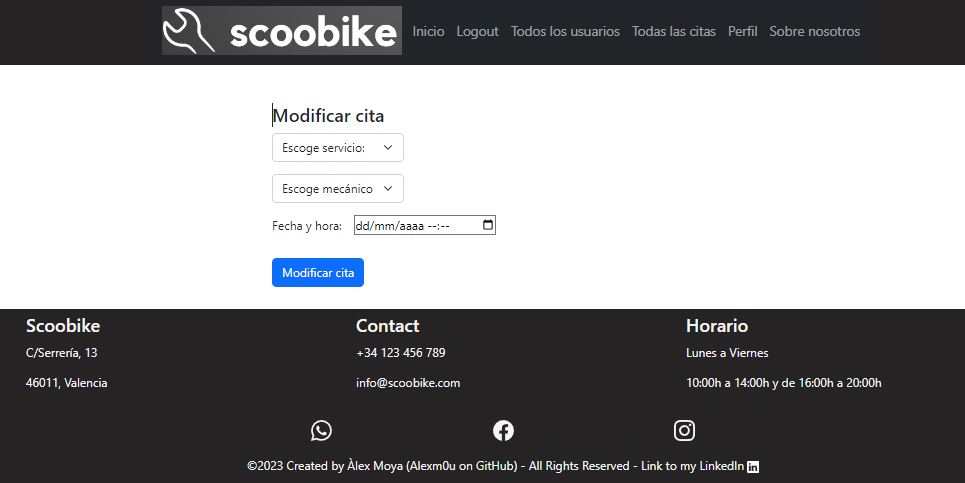 scoobike Inicio Logout Todos los usuarios Todas las citas Perfil Sobre nosotros
Modificar cita
Escoge servicio:
Escoge mecánico
Fecha y hora: dd/mm/aaaa --:--
Modificar cita
Scoobike
C/Serrería, 13
46011, Valencia
Contact
+34 123 456 789
info@scoobike.com
Horario
Lunes a Viernes
10:00h a 14:00h y de 16:00h a 20:00h
©2023 Created by Àlex Moya (Alexm0u on GitHub) - All Rights Reserved - Link to my LinkedIn in